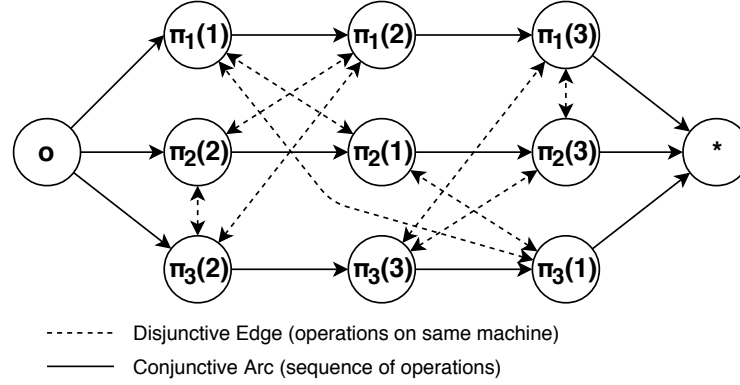 π₁(1) π₁(2) π₁(3)
o π₂(2) π₂(1) π₂(3) *
π₃(2) π₃(3) π₃(1)
Disjunctive Edge (operations on same machine)
Conjunctive Arc (sequence of operations)